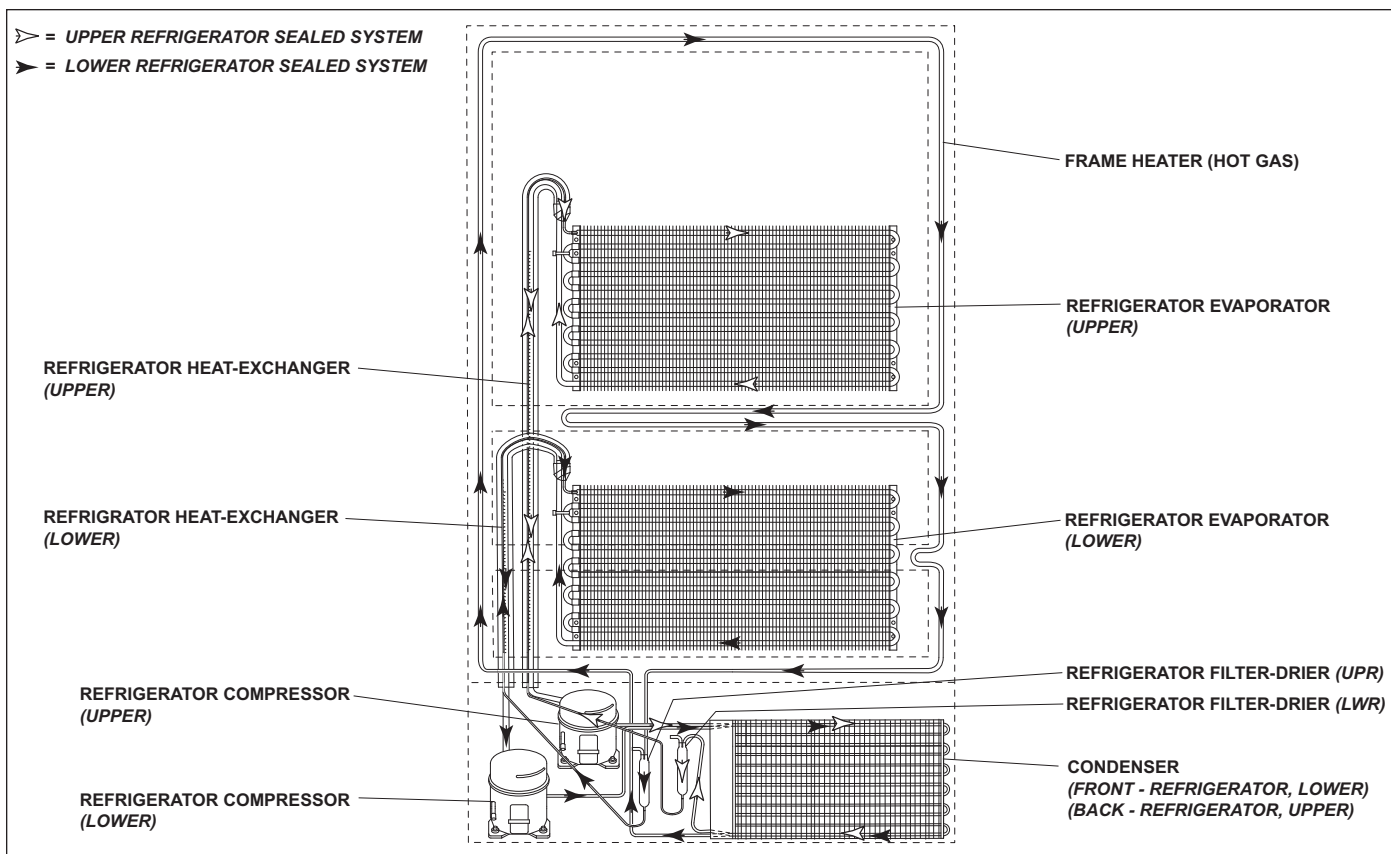 = UPPER REFRIGERATOR SEALED SYSTEM
= LOWER REFRIGERATOR SEALED SYSTEM
FRAME HEATER (HOT GAS)
REFRIGERATOR EVAPORATOR
(UPPER)
REFRIGERATOR HEAT-EXCHANGER
(UPPER)
REFRIGRATOR HEAT-EXCHANGER
(LOWER)
REFRIGERATOR EVAPORATOR
(LOWER)
REFRIGERATOR FILTER-DRIER (UPR)
REFRIGERATOR FILTER-DRIER (LWR)
REFRIGERATOR COMPRESSOR
(UPPER)
CONDENSER
(FRONT - REFRIGERATOR, LOWER)
(BACK - REFRIGERATOR, UPPER)
REFRIGERATOR COMPRESSOR
(LOWER)